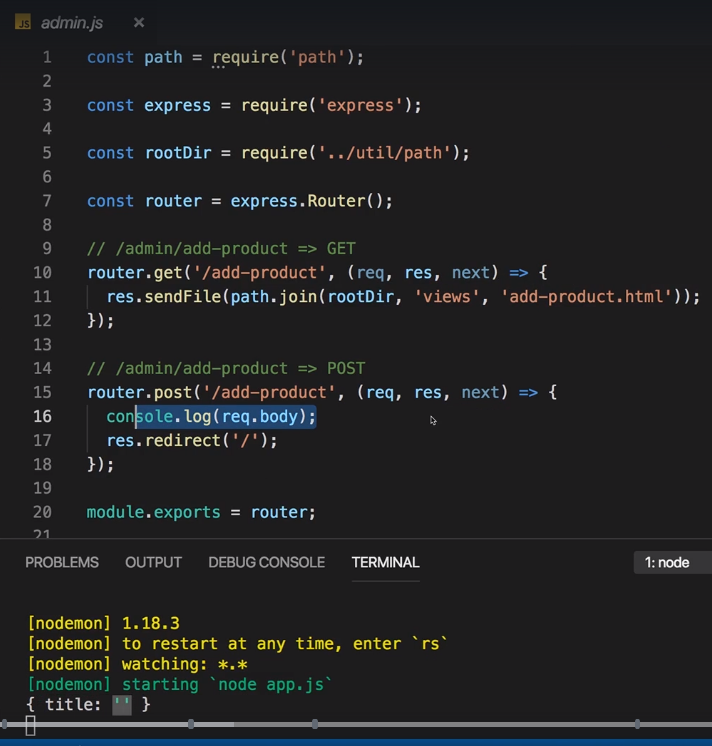 JS admin.js ×
1 const path = require('path');
2
3 const express = require('express');
4
5 const rootDir = require('../util/path');
6
7 const router = express.Router();
8
9 // /admin/add-product => GET
10 router.get('/add-product', (req, res, next) => {
11 res.sendFile(path.join(rootDir, 'views', 'add-product.html'));
12 });
13
14 // /admin/add-product => POST
15 router.post('/add-product', (req, res, next) => {
16 console.log(req.body);
17 res.redirect('/');
18 });
19
20 module.exports = router;
21
PROBLEMS OUTPUT DEBUG CONSOLE TERMINAL 1: node
[nodemon] 1.18.3
[nodemon] to restart at any time, enter `rs`
[nodemon] watching: *.*
[nodemon] starting `node app.js`
{ title: '' }